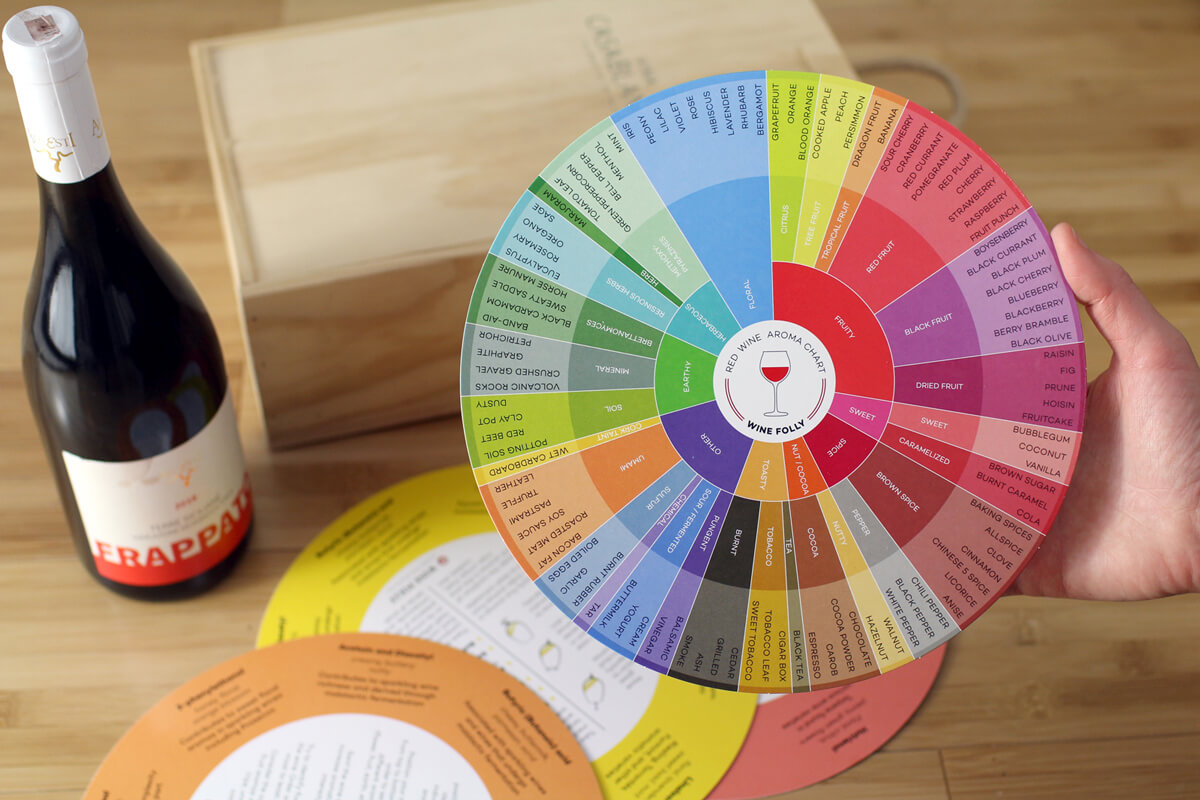 CASABLA
ESTI
2018
FRAPPATO
RED WINE AROMA CHART
WINE FOLLY
FRUITY
CITRUS
GRAPEFRUIT
ORANGE
BLOOD ORANGE
TREE FRUIT
COOKED APPLE
PEACH
PERSIMMON
TROPICAL FRUIT
DRAGON FRUIT
BANANA
RED FRUIT
SOUR CHERRY
CRANBERRY
RED CURRANT
POMEGRANATE
RED PLUM
CHERRY
STRAWBERRY
RASPBERRY
FRUIT PUNCH
BLACK FRUIT
BOYSENBERRY
BLACK CURRANT
BLACK PLUM
BLACK CHERRY
BLUEBERRY
BLACKBERRY
BERRY BRAMBLE
BLACK OLIVE
DRIED FRUIT
RAISIN
FIG
PRUNE
HOISIN
FRUITCAKE
SWEET
SWEET
BUBBLEGUM
COCONUT
VANILLA
CARAMELIZED
BROWN SUGAR
BURNT CARAMEL
COLA
SPICE
BROWN SPICE
BAKING SPICES
ALLSPICE
CLOVE
CINNAMON
CHINESE 5 SPICE
LICORICE
ANISE
PEPPER
CHILI PEPPER
BLACK PEPPER
WHITE PEPPER
NUT / COCOA
NUTTY
WALNUT
HAZELNUT
COCOA
CHOCOLATE
COCOA POWDER
CAROB
ESPRESSO
TOASTY
TEA
BLACK TEA
TOBACCO
CIGAR BOX
TOBACCO LEAF
SWEET TOBACCO
BURNT
CEDAR
GRILLED
ASH
SMOKE
OTHER
PUNGENT
BALSAMIC
VINEGAR
SOUR / FERMENTED
CREAM
YOGURT
BUTTERMILK
CHEMICAL
TAR
SULFUR
BURNT RUBBER
GARLIC
BOILED EGGS
UMAMI
BACON FAT
ROASTED MEAT
SOY SAUCE
PASTRAMI
TRUFFLE
LEATHER
CORK TAINT
WET CARDBOARD
EARTHY
SOIL
POTTING SOIL
RED BEET
CLAY POT
DUSTY
MINERAL
VOLCANIC ROCKS
CRUSHED GRAVEL
GRAPHITE
PETRICHOR
BRETTANOMYCES
BAND-AID
BLACK CARDAMOM
SWEATY SADDLE
HORSE MANURE
HERBACEOUS
RESINOUS HERBS
EUCALYPTUS
ROSEMARY
OREGANO
SAGE
HERB
MARJORAM
METHOXY-
PYRAZINES
TOMATO LEAF
GREEN PEPPERCORN
BELL PEPPER
MENTHOL
MINT
FLORAL
IRIS
PEONY
LILAC
VIOLET
ROSE
HIBISCUS
LAVENDER
RHUBARB
BERGAMOT